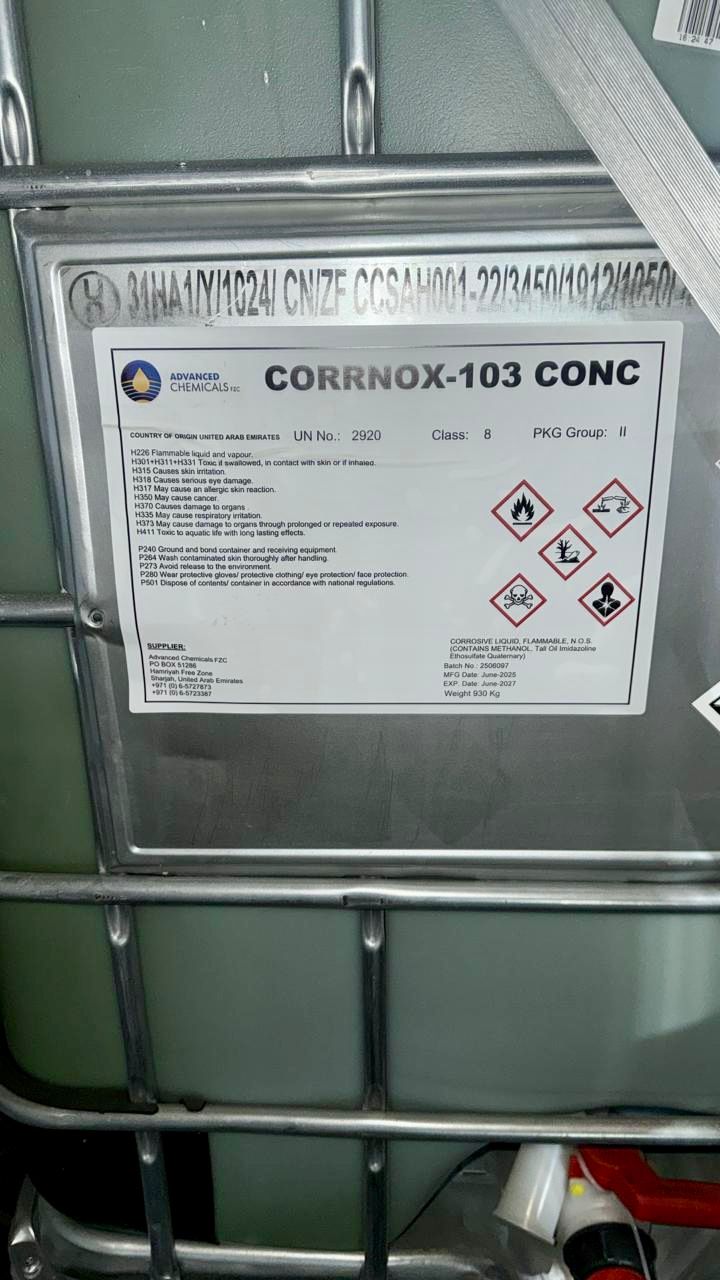 16 24 47
31HA1/Y/1024/ CN/ZF CCSAH001-22/3450/1912/1050/
ADVANCED
CHEMICALS FZC
CORRNOX-103 CONC
COUNTRY OF ORIGIN UNITED ARAB EMIRATES UN No.: 2920 Class: 8 PKG Group: II
H226 Flammable liquid and vapour.
H301+H311+H331 Toxic if swallowed, in contact with skin or if inhaled.
H315 Causes skin irritation.
H318 Causes serious eye damage.
H317 May cause an allergic skin reaction.
H350 May cause cancer.
H370 Causes damage to organs .
H335 May cause respiratory irritation.
H373 May cause damage to organs through prolonged or repeated exposure.
H411 Toxic to aquatic life with long lasting effects.
P240 Ground and bond container and receiving equipment.
P264 Wash contaminated skin thoroughly after handling.
P273 Avoid release to the environment.
P280 Wear protective gloves/ protective clothing/ eye protection/ face protection.
P501 Dispose of contents/ container in accordance with national regulations.
SUPPLIER:
Advanced Chemicals FZC
PO BOX 51286
Hamriyah Free Zone
Sharjah, United Arab Emirates
+971 (0) 6-5727873
+971 (0) 6-5723387
CORROSIVE LIQUID, FLAMMABLE, N.O.S.
(CONTAINS METHANOL, Tall Oil Imidazoline
Ethosulfate Quaternary)
Batch No : 2506097
MFG Date: June-2025
EXP. Date: June-2027
Weight 930 Kg